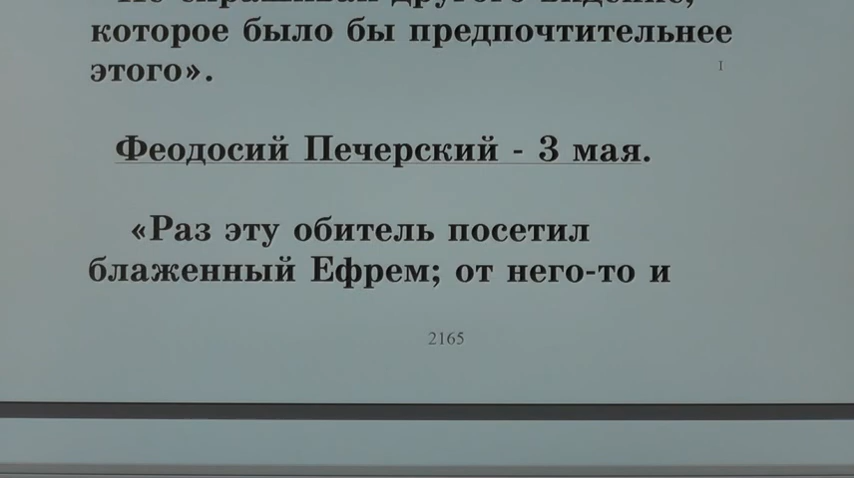 которое было бы предпочтительнее
этого».
Феодосий Печерский - 3 мая.
«Раз эту обитель посетил
блаженный Ефрем; от него-то и
2165